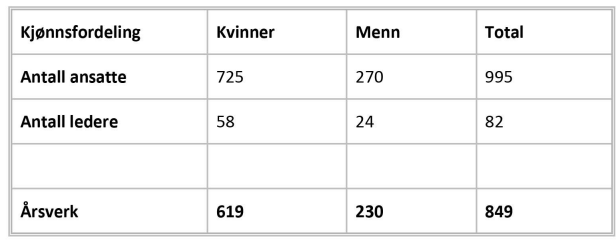 Kjønnsfordeling Kvinner Menn Total
Antall ansatte 725 270 995
Antall ledere 58 24 82
Årsverk 619 230 849